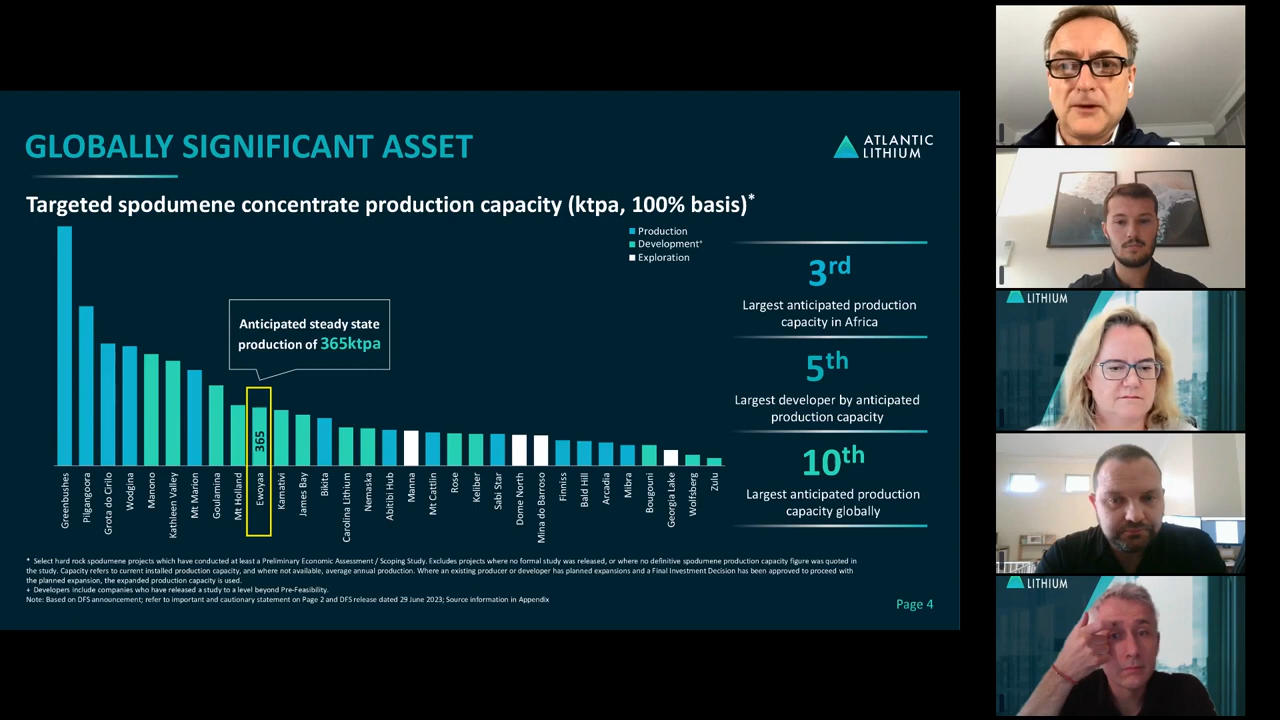 GLOBALLY SIGNIFICANT ASSET
ATLANTIC
LITHIUM
Targeted spodumene concentrate production capacity (ktpa, 100% basis)*
Production
Development+
Exploration
Anticipated steady state
production of 365ktpa
365
Greenbushes
Pilgangoora
Grota do Cirilo
Wodgina
Manono
Kathleen Valley
Mt Marion
Goulamina
Mt Holland
Ewoyaa
Kamativi
James Bay
Bikita
Carolina Lithium
Nemaska
Abitibi Hub
Manna
Mt Cattlin
Rose
Keliber
Sabi Star
Dome North
Mina do Barroso
Finniss
Bald Hill
Arcadia
Mibra
Bougouni
Georgia Lake
Wolfsberg
Zulu
3rd
Largest anticipated production
capacity in Africa
5th
Largest developer by anticipated
production capacity
10th
Largest anticipated production
capacity globally
* Select hard rock spodumene projects which have conducted at least a Preliminary Economic Assessment / Scoping Study. Excludes projects where no formal study was released, or where no definitive spodumene production capacity figure was quoted in
the study. Capacity refers to current installed production capacity, and where not available, average annual production. Where an existing producer or developer has planned expansions and a Final Investment Decision has been approved to proceed with
the planned expansion, the expanded production capacity is used.
+ Developers include companies who have released a study to a level beyond Pre-Feasibility.
Note: Based on DFS announcement; refer to important and cautionary statement on Page 2 and DFS release dated 29 June 2023; Source information in Appendix
Page 4
LITHIUM
LITHIUM